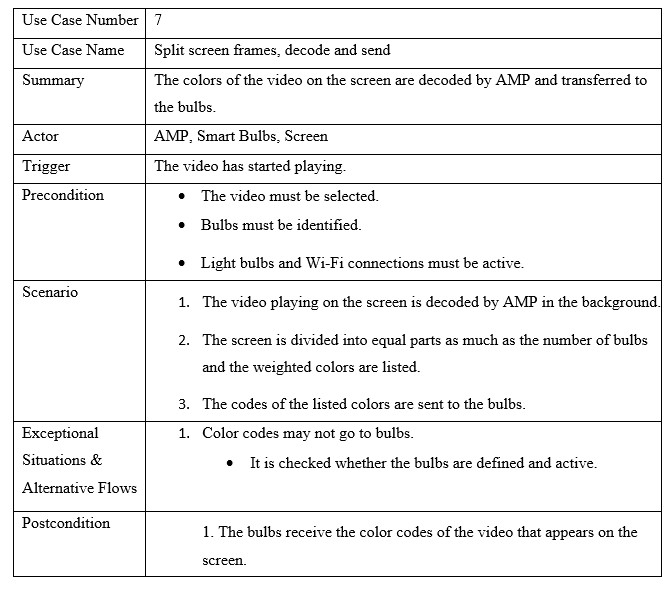 Use Case Number 7
Use Case Name Split screen frames, decode and send
Summary The colors of the video on the screen are decoded by AMP and transferred to
the bulbs.
Actor AMP, Smart Bulbs, Screen
Trigger The video has started playing.
Precondition • The video must be selected.
• Bulbs must be identified.
• Light bulbs and Wi-Fi connections must be active.
Scenario
1. The video playing on the screen is decoded by AMP in the background.
2. The screen is divided into equal parts as much as the number of bulbs
and the weighted colors are listed.
3. The codes of the listed colors are sent to the bulbs.
Exceptional
Situations &
Alternative Flows
1. Color codes may not go to bulbs.
• It is checked whether the bulbs are defined and active.
Postcondition
1. The bulbs receive the color codes of the video that appears on the
screen.